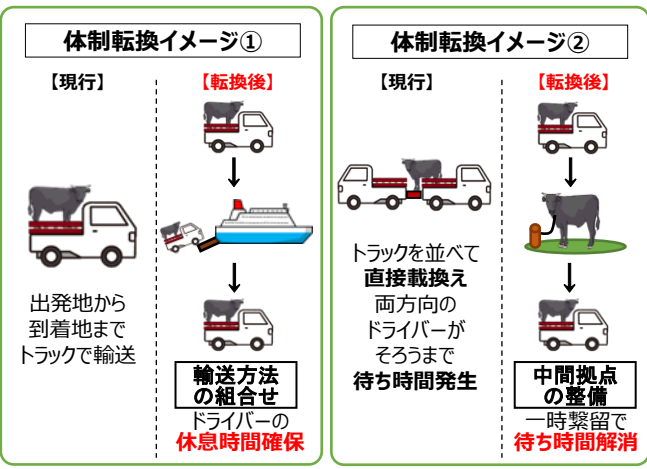 体制転換イメージ①
【現行】
【転換後】
出発地から
到着地まで
トラックで輸送
輸送方法
の組合せ
ドライバーの
休息時間確保
体制転換イメージ②
【現行】
【転換後】
トラックを並べて
直接載換え
両方向の
ドライバーが
そろうまで
待ち時間発生
中間拠点
の整備
一時繋留で
待ち時間解消